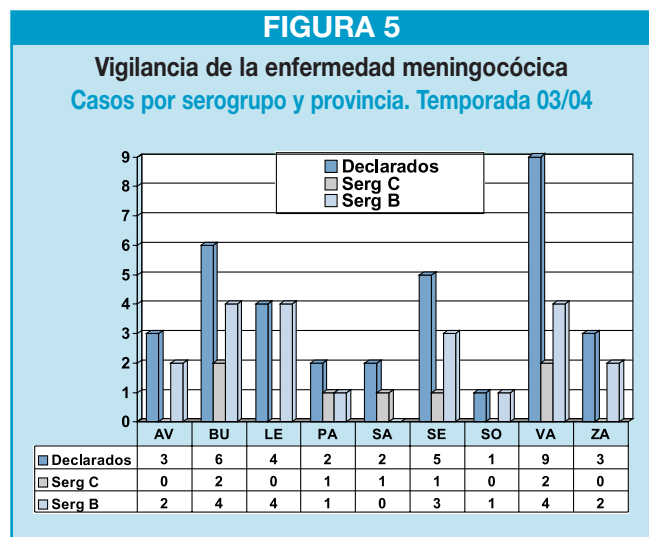 FIGURA 5
Vigilancia de la enfermedad meningocócica
Casos por serogrupo y provincia. Temporada 03/04
Declarados
Serg C
Serg B
9
8
7
6
5
4
3
2
1
0
AV BU LE PA SA SE SO VA ZA
Declarados 3 6 4 2 2 5 1 9 3
Serg C 0 2 0 1 1 1 0 2 0
Serg B 2 4 4 1 0 3 1 4 2